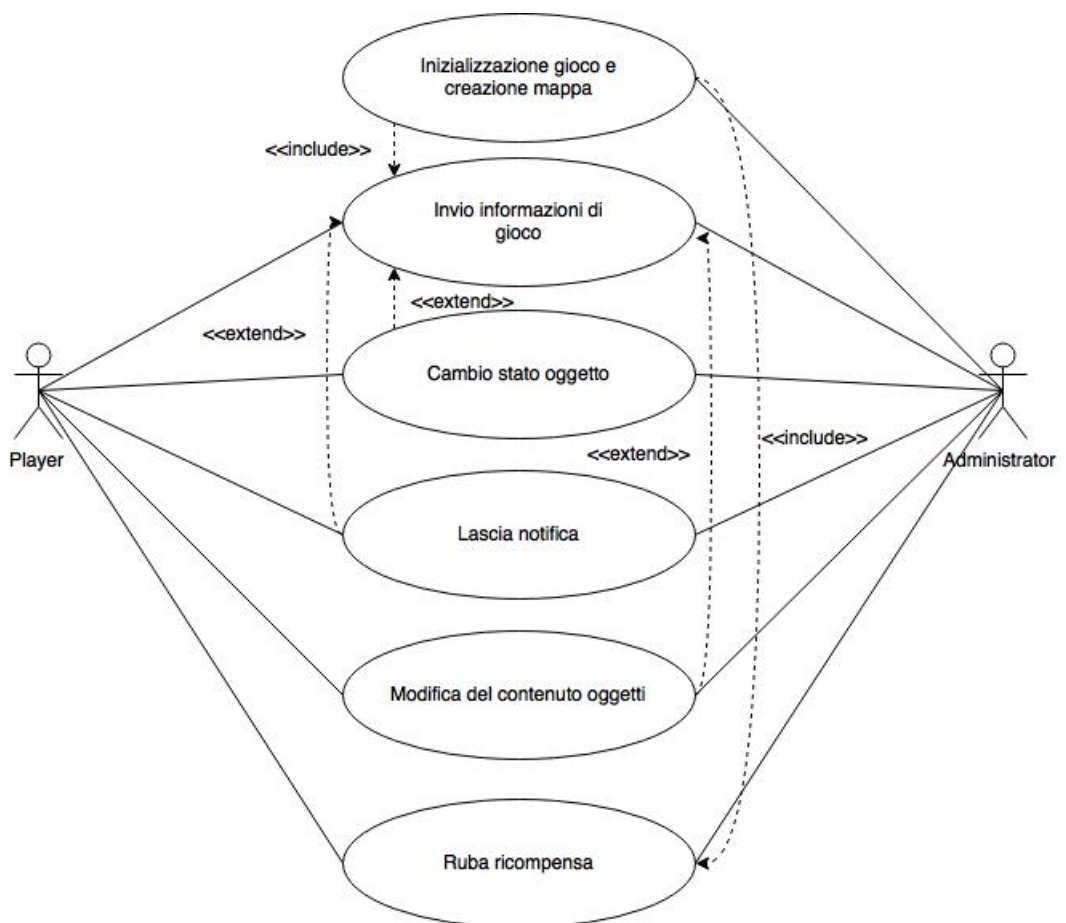 Inizializzazione gioco e
creazione mappa
<<include>>
Invio informazioni di
gioco
<<extend>>
<<extend>>
Cambio stato oggetto
Player
Administrator
<<include>>
<<extend>>
Lascia notifica
Modifica del contenuto oggetti
Ruba ricompensa